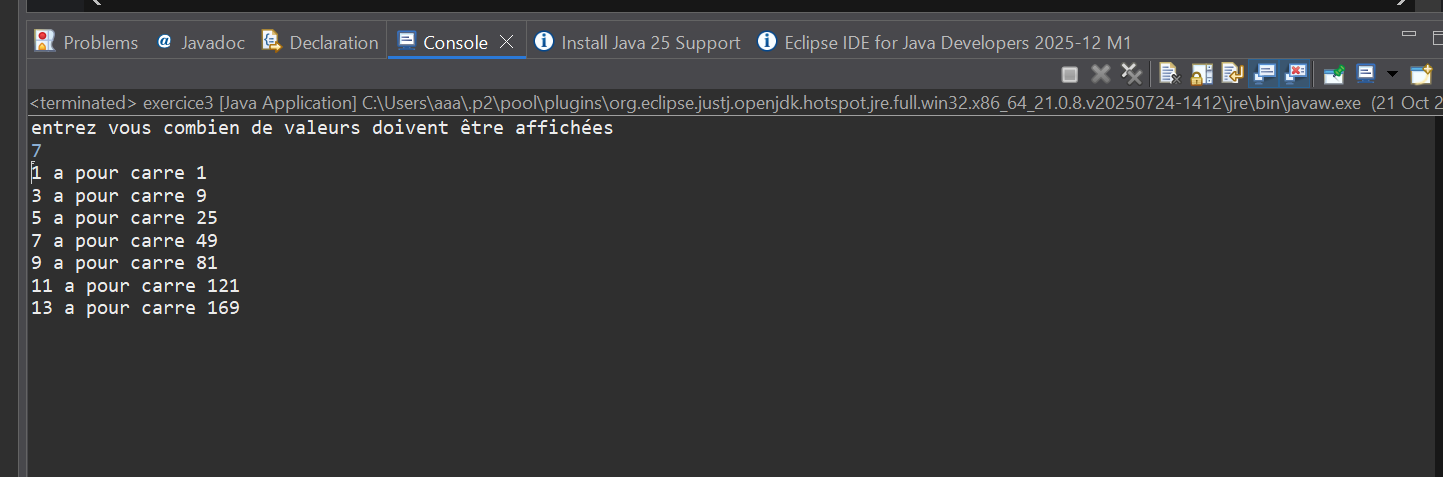 Problems @ Javadoc Declaration Console Install Java 25 Support Eclipse IDE for Java Developers 2025-12 M1
<terminated> exercice3 [Java Application] C:\Users\aaa\.p2\pool\plugins\org.eclipse.justj.openjdk.hotspot.jre.full.win32.x86_64_21.0.8.v20250724-1412\jre\bin\javaw.exe (21 Oct 2
entrez vous combien de valeurs doivent être affichées
7
1 a pour carre 1
3 a pour carre 9
5 a pour carre 25
7 a pour carre 49
9 a pour carre 81
11 a pour carre 121
13 a pour carre 169